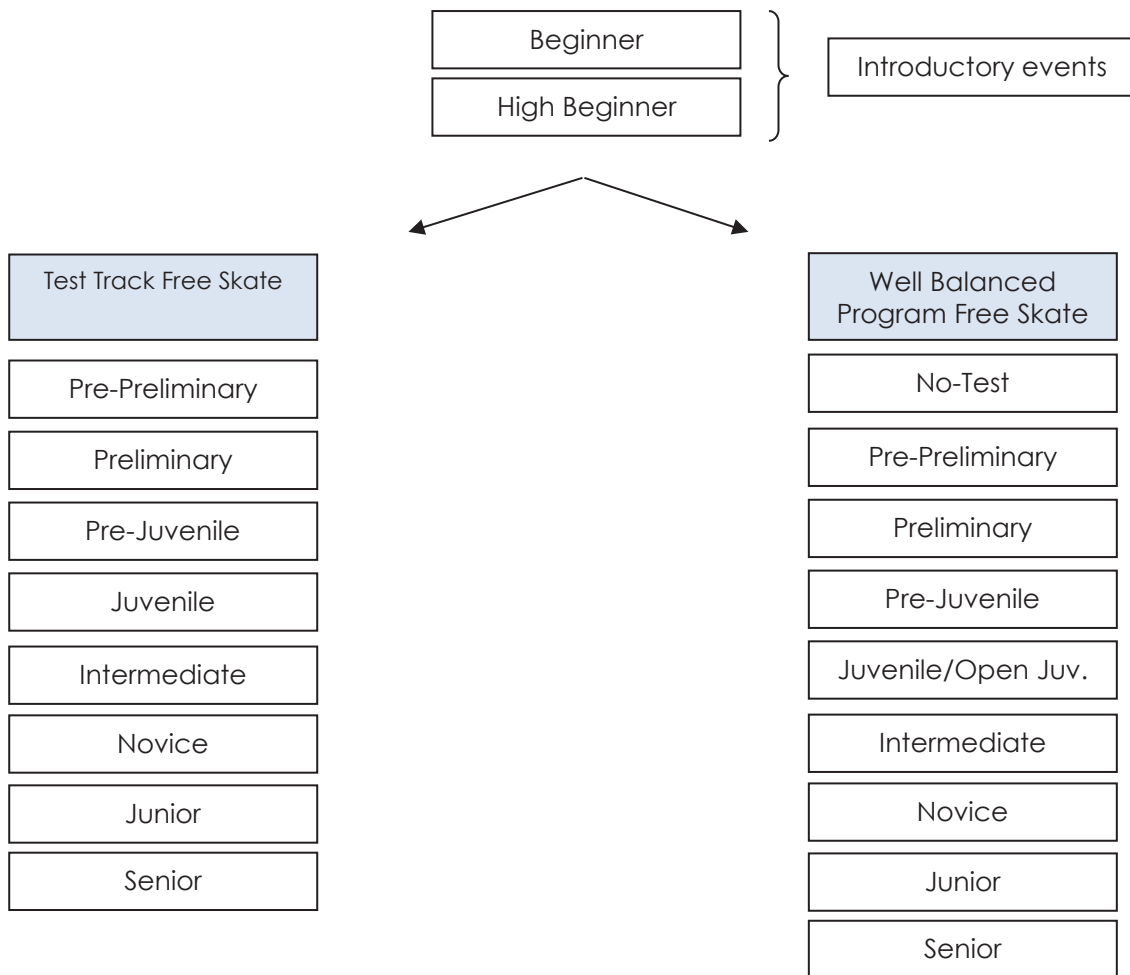 Beginner
High Beginner
Introductory events
Test Track Free Skate
Pre-Preliminary
Preliminary
Pre-Juvenile
Juvenile
Intermediate
Novice
Junior
Senior
Well Balanced
Program Free Skate
No-Test
Pre-Preliminary
Preliminary
Pre-Juvenile
Juvenile/Open Juv.
Intermediate
Novice
Junior
Senior